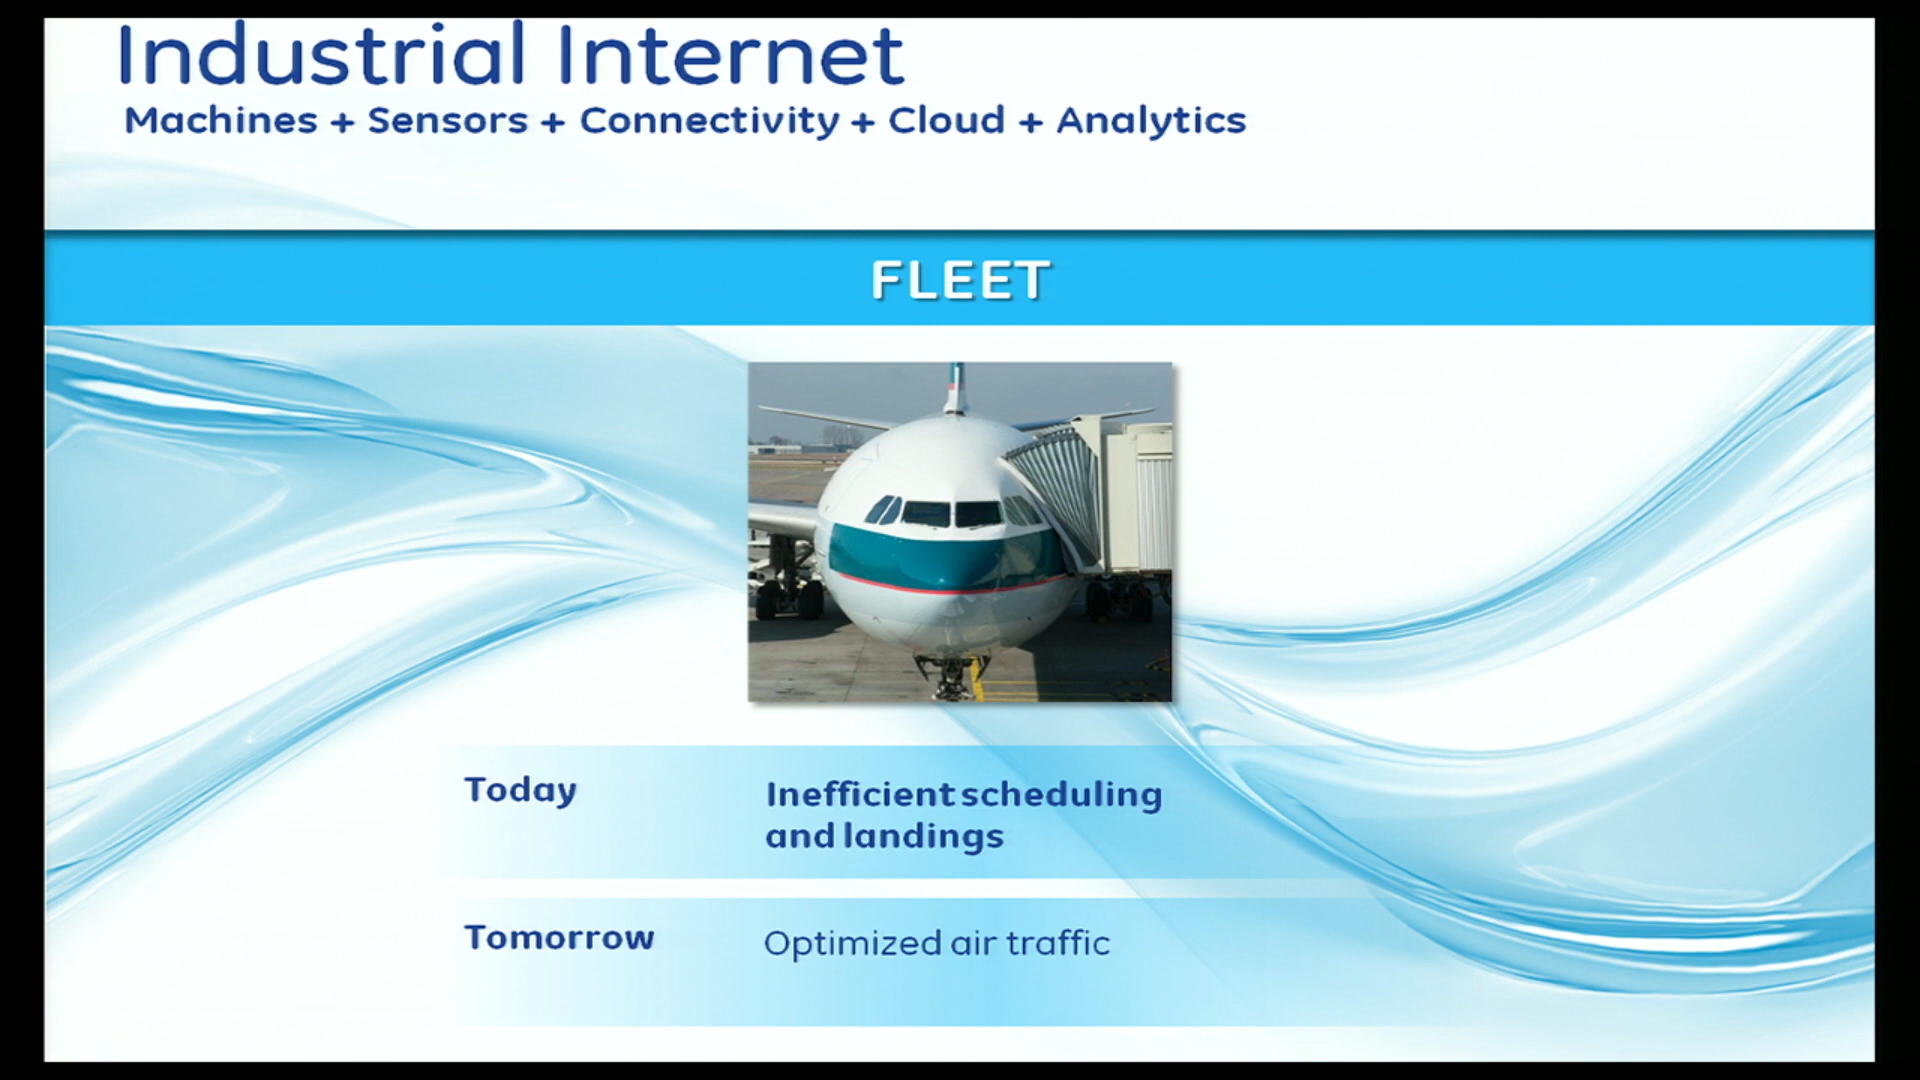 Industrial Internet
Machines + Sensors + Connectivity + Cloud + Analytics
FLEET
Today
Inefficient scheduling
and landings
Tomorrow
Optimized air traffic